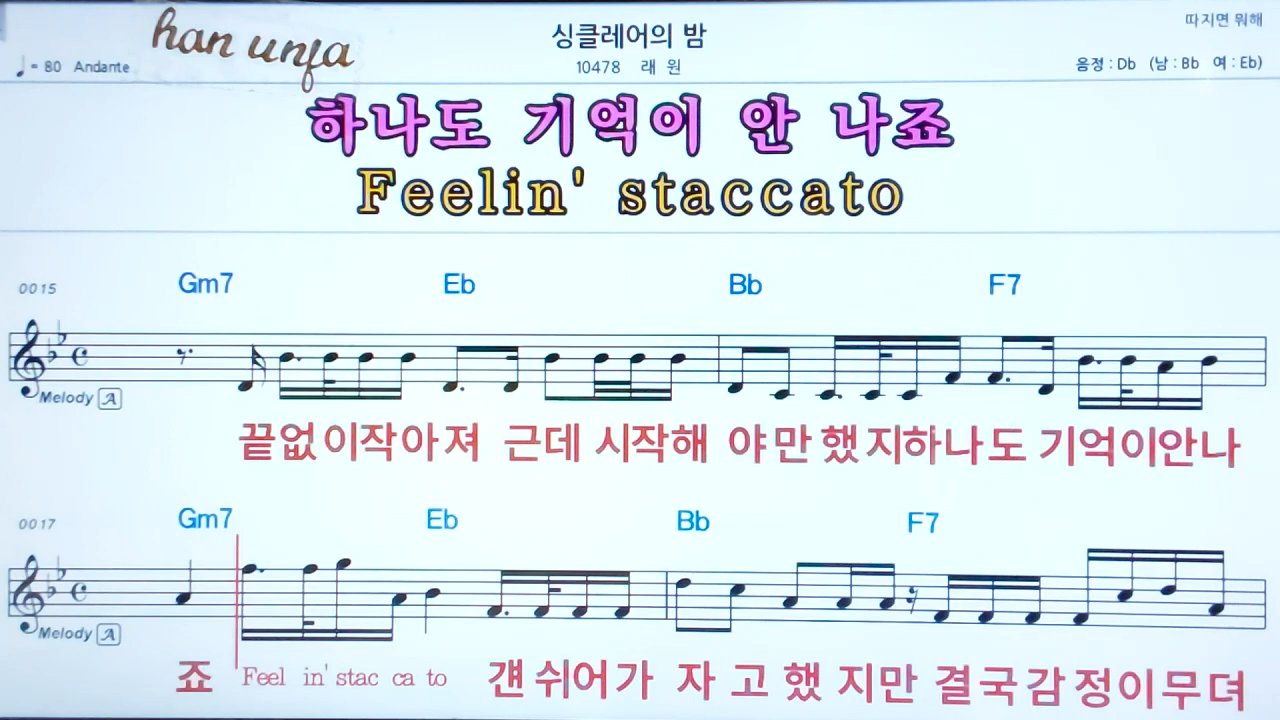 han unja
싱클레어의 밤
따지면 뭐해
♩= 80 Andante
10478 래 원
음정 : Db (남 : Bb 여 : Eb)
하나도 기억이 안 나죠
Feelin' staccato
0015 Gm7 Eb Bb F7
Melody A
끝없이작아져 근데 시작해 야만했지하나도 기억이안나
0017 Gm7 Eb Bb F7
Melody A
죠 Feel in' stac ca to 걘 쉬어가 자 고 했 지만 결국감정이무뎌